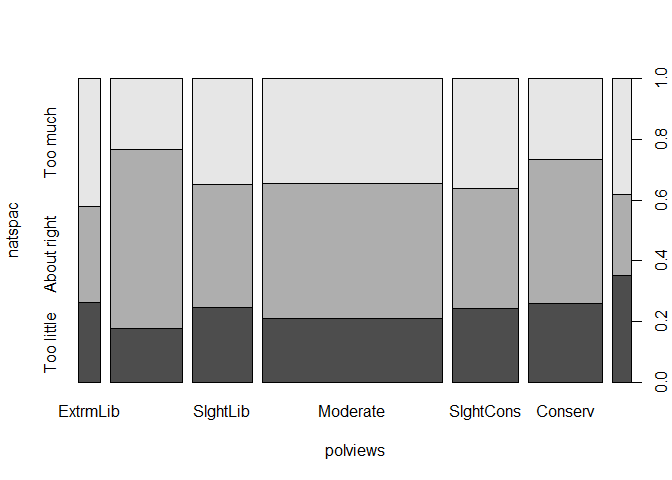 Too much
About right
Too little
natspac
1.0
0.8
0.6
0.4
0.2
0.0
ExtrmLib
SlghtLib
Moderate
SlghtCons
Conserv
polviews